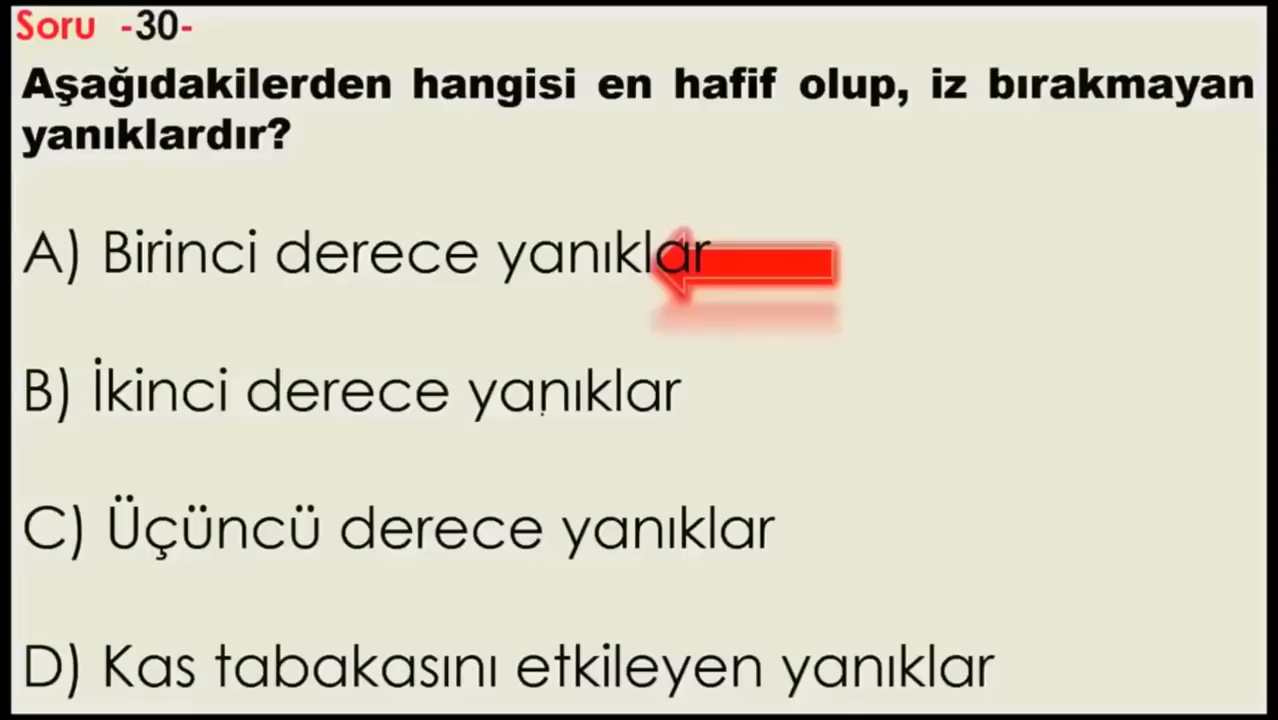 Soru -30-
Aşağıdakilerden hangisi en hafif olup, iz bırakmayan
yanıklardır?
A) Birinci derece yanıklar
B) İkinci derece yanıklar
C) Üçüncü derece yanıklar
D) Kas tabakasını etkileyen yanıklar